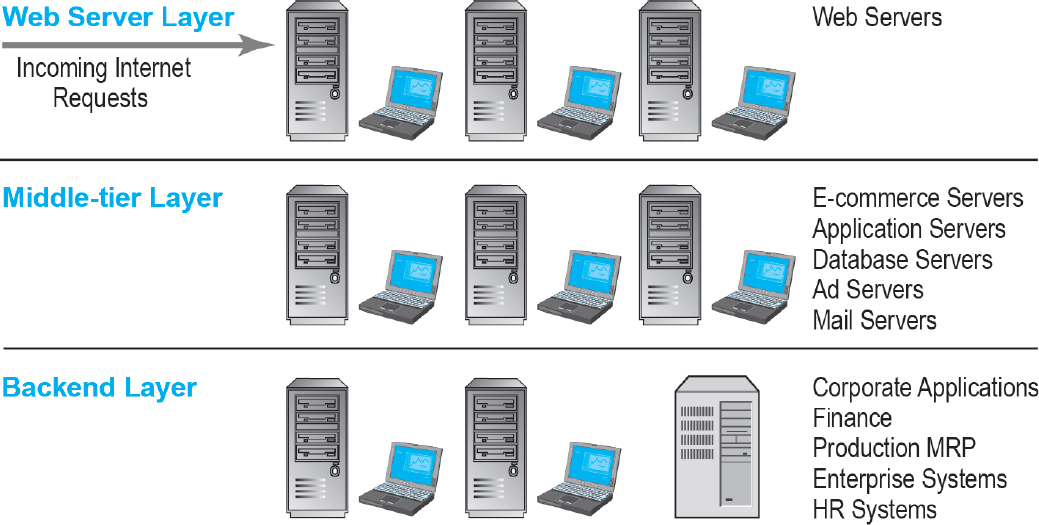 Web Server Layer
Incoming Internet
Requests
Web Servers
Middle-tier Layer
E-commerce Servers
Application Servers
Database Servers
Ad Servers
Mail Servers
Backend Layer
Corporate Applications
Finance
Production MRP
Enterprise Systems
HR Systems